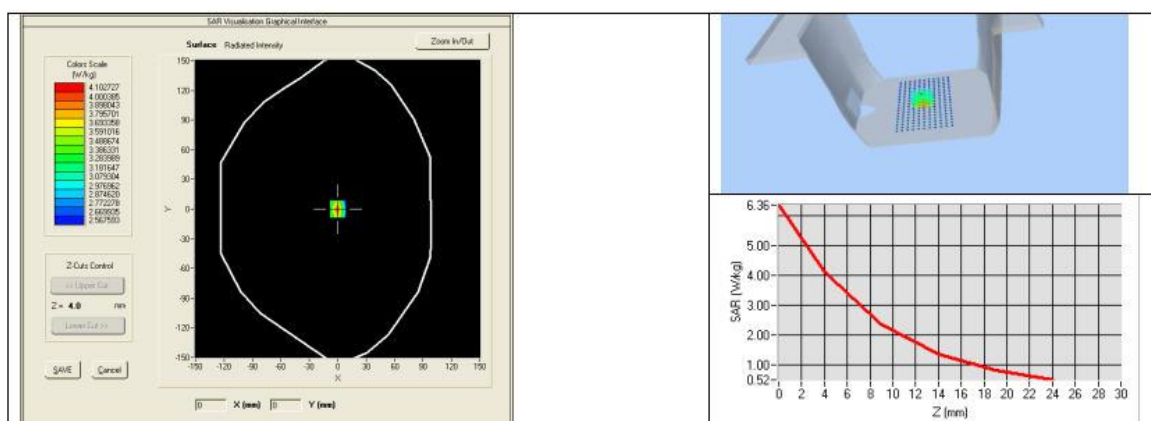 SAR Visualisation Graphical Interface
Surface Radiated Intensity
Zoom In/Out
Colors Scale
(W/kg)
4.102727
4.000385
3.898043
3.795701
3.693358
3.591016
3.488674
3.386331
3.283989
3.181647
3.079304
2.976962
2.874620
2.772278
2.669935
2.567593
150
120
90
60
30
0
-30
-60
-90
-120
-150
Y
-150 -120 -90 -60 -30 0 30 60 90 120 150
X
Z-Cuts Control
<< Upper Cut
Z = 4.0 mm
Lower Cut >>
SAVE Cancel
0 X (mm) 0 Y (mm)
6.36
5.00
4.00
3.00
2.00
1.00
0.52
SAR (W/kg)
0 2 4 6 8 10 12 14 16 18 20 22 24 26 28 30
Z (mm)